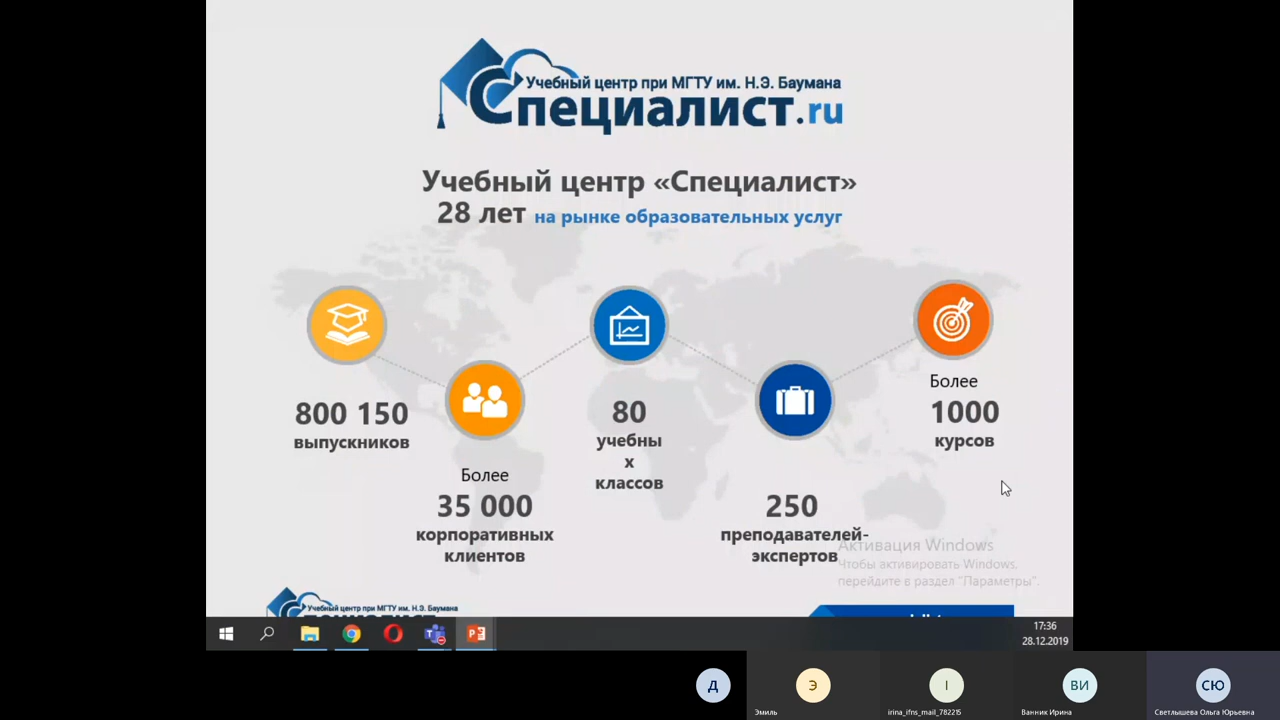 Учебный центр при МГТУ им. Н.Э. Баумана
Специалист.ru
Учебный центр «Специалист»
28 лет на рынке образовательных услуг
800 150
выпускников
Более
35 000
корпоративных
клиентов
80
учебны
х
классов
250
преподавателей-
экспертов
Более
1000
курсов
Активация Windows
Чтобы активировать Windows,
перейдите в раздел "Параметры".
Учебный центр при МГТУ им. Н.Э. Баумана
17:36
28.12.2019
Д
Э
Эмиль
I
irina_ifns_mail_782215
ВИ
Ванник Ирина
СЮ
Светлышева Ольга Юрьевна